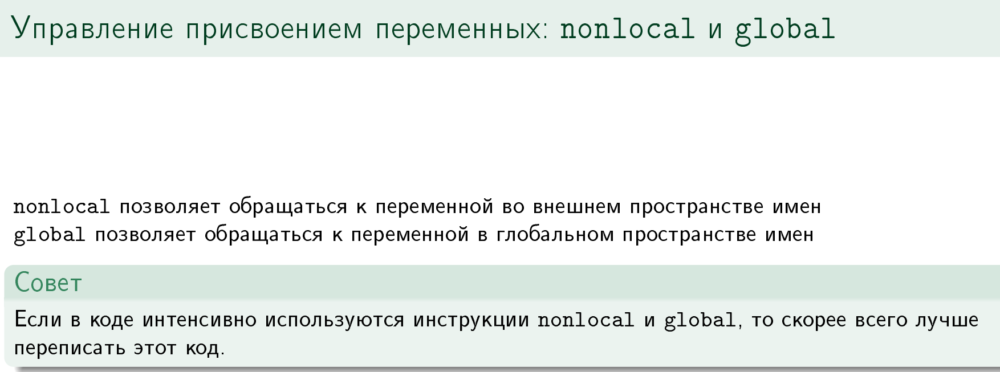 Управление присвоением переменных: nonlocal и global
nonlocal позволяет обращаться к переменной во внешнем пространстве имен
global позволяет обращаться к переменной в глобальном пространстве имен
Совет
Если в коде интенсивно используются инструкции nonlocal и global, то скорее всего лучше
переписать этот код.